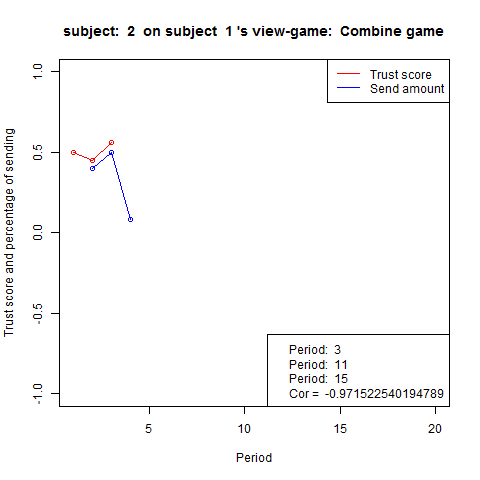 subject: 2 on subject 1 's view-game: Combine game
Trust score
Send amount
Trust score and percentage of sending
1.0
0.5
0.0
-0.5
-1.0
Period: 3
Period: 11
Period: 15
Cor = -0.971522540194789
5 10 15 20
Period